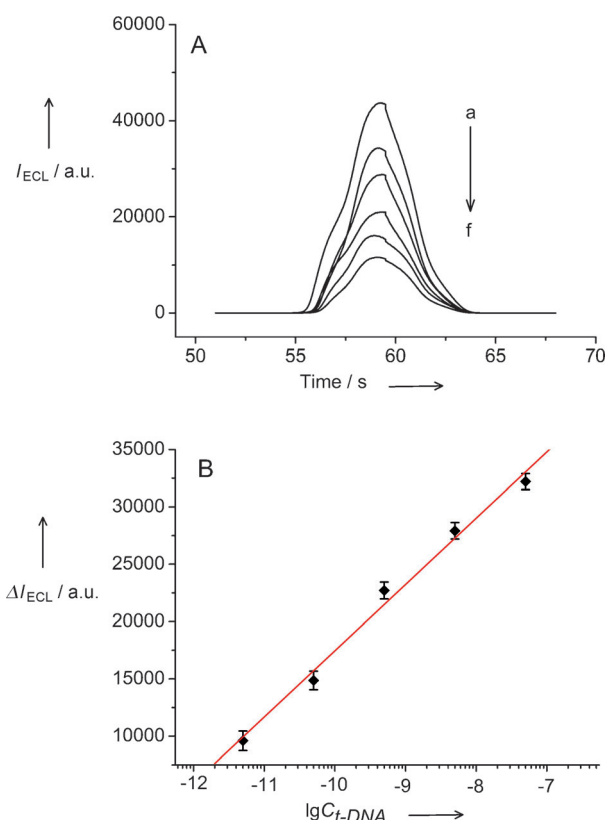 A
60000
40000
20000
0
I_ECL / a.u.
a
f
50 55 60 65 70
Time / s
B
35000
30000
25000
20000
15000
10000
ΔI_ECL / a.u.
-12 -11 -10 -9 -8 -7
lgC_t-DNA